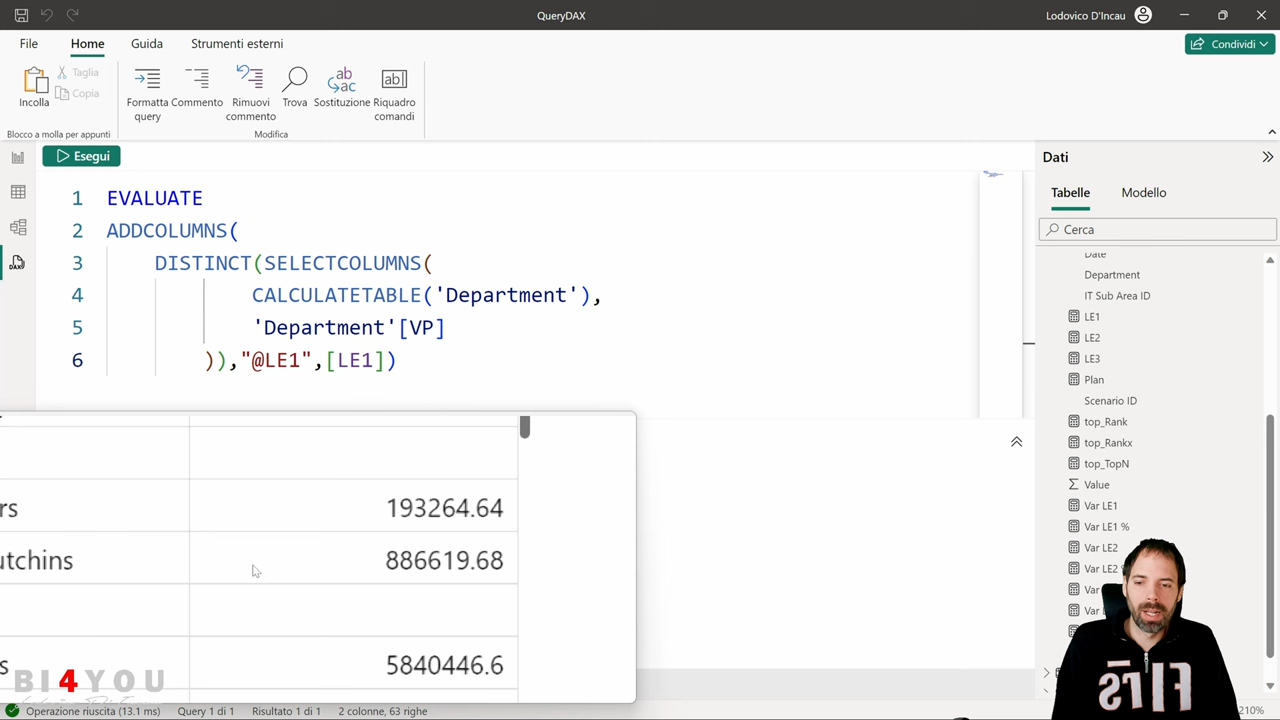 QueryDAX
Lodovico D'Incau
File
Home
Guida
Strumenti esterni
Condividi
Incolla
Taglia
Copia
Formatta query
Commento
Rimuovi commento
Trova
Sostituzione
Riquadro comandi
Blocco a molla per appunti
Modifica
Esegui
1 EVALUATE
2 ADDCOLUMNS(
3 DISTINCT(SELECTCOLUMNS(
4 CALCULATETABLE('Department'),
5 'Department'[VP]
6 )),"@LE1",[LE1])
rs 193264.64
utchins 886619.68
s 5840446.6
BI4YOU
Operazione riuscita (13.1 ms)
Query 1 di 1
Risultato 1 di 1
2 colonne, 63 righe
Dati
Tabelle
Modello
Cerca
Date
Department
IT Sub Area ID
LE1
LE2
LE3
Plan
Scenario ID
top_Rank
top_Rankx
top_TopN
Value
Var LE1
Var LE1 %
Var LE2
Var LE2
Var
210%